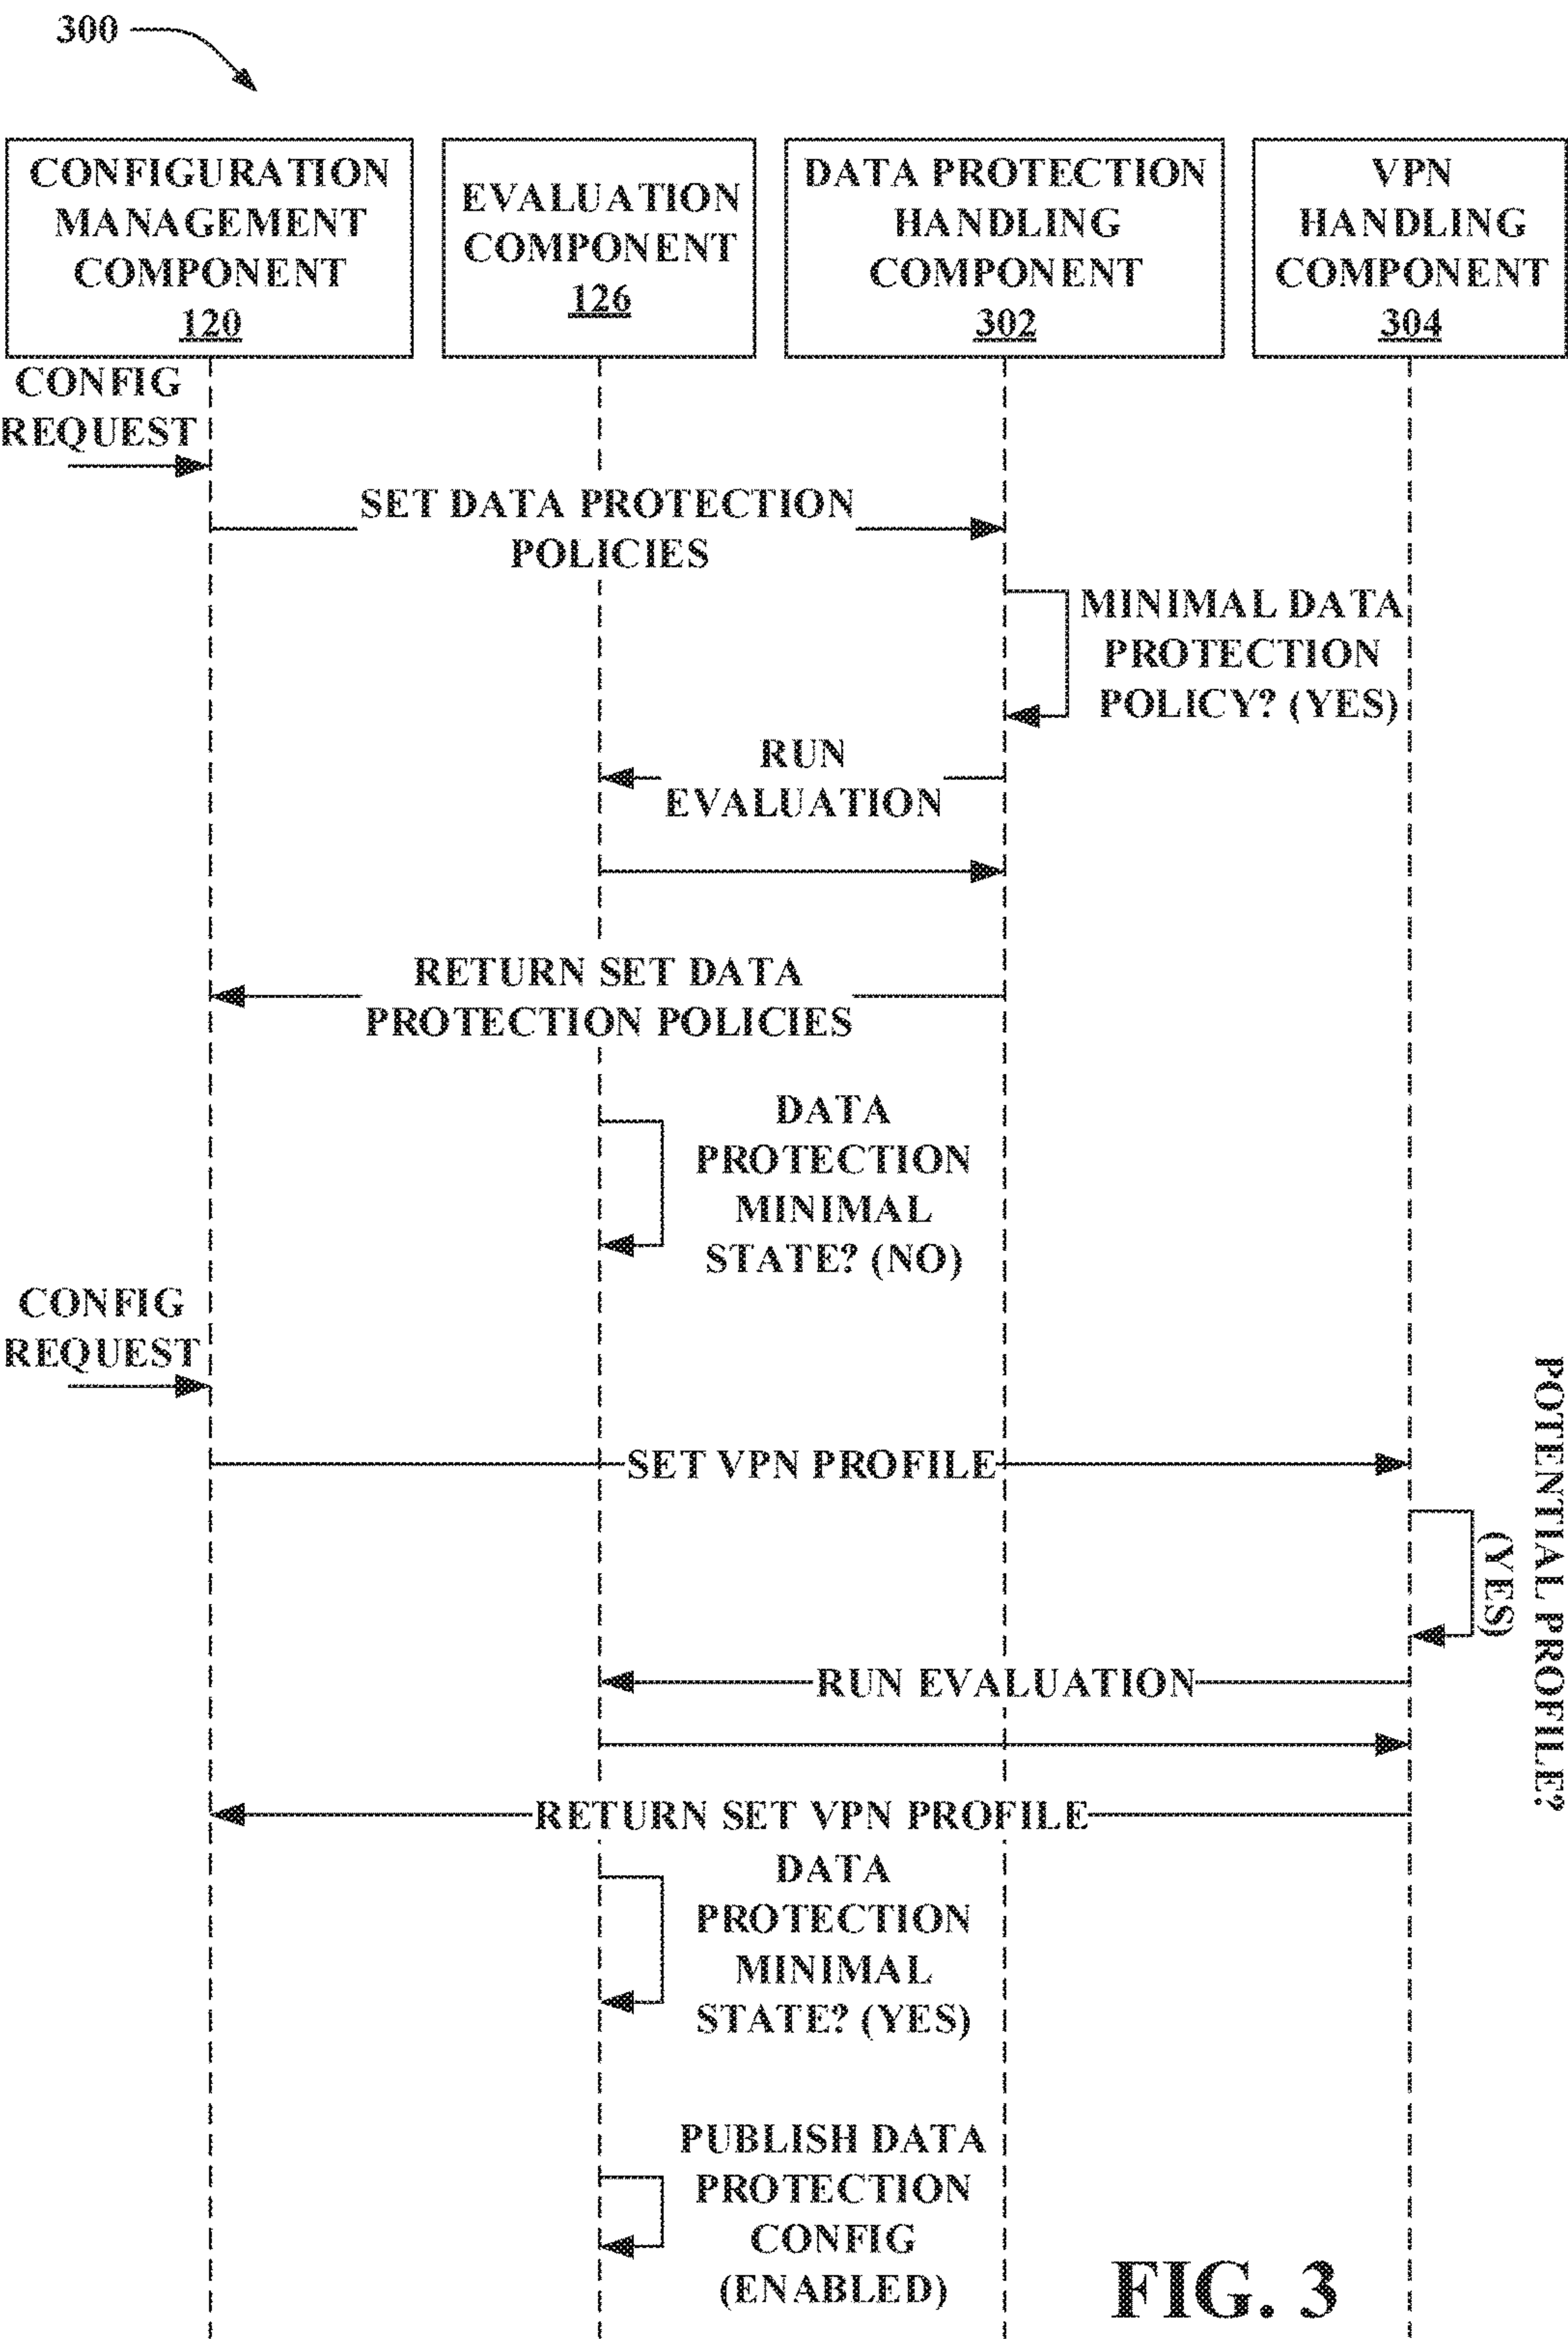 300
CONFIGURATION
MANAGEMENT
COMPONENT
120
EVALUATION
COMPONENT
126
DATA PROTECTION
HANDLING
COMPONENT
302
VPN
HANDLING
COMPONENT
304
CONFIG
REQUEST
SET DATA PROTECTION
POLICIES
MINIMAL DATA
PROTECTION
POLICY? (YES)
RUN
EVALUATION
RETURN SET DATA
PROTECTION POLICIES
DATA
PROTECTION
MINIMAL
STATE? (NO)
CONFIG
REQUEST
SET VPN PROFILE
POTENTIAL PROFILE?
(YES)
RUN EVALUATION
RETURN SET VPN PROFILE
DATA
PROTECTION
MINIMAL
STATE? (YES)
PUBLISH DATA
PROTECTION
CONFIG
(ENABLED)
FIG. 3